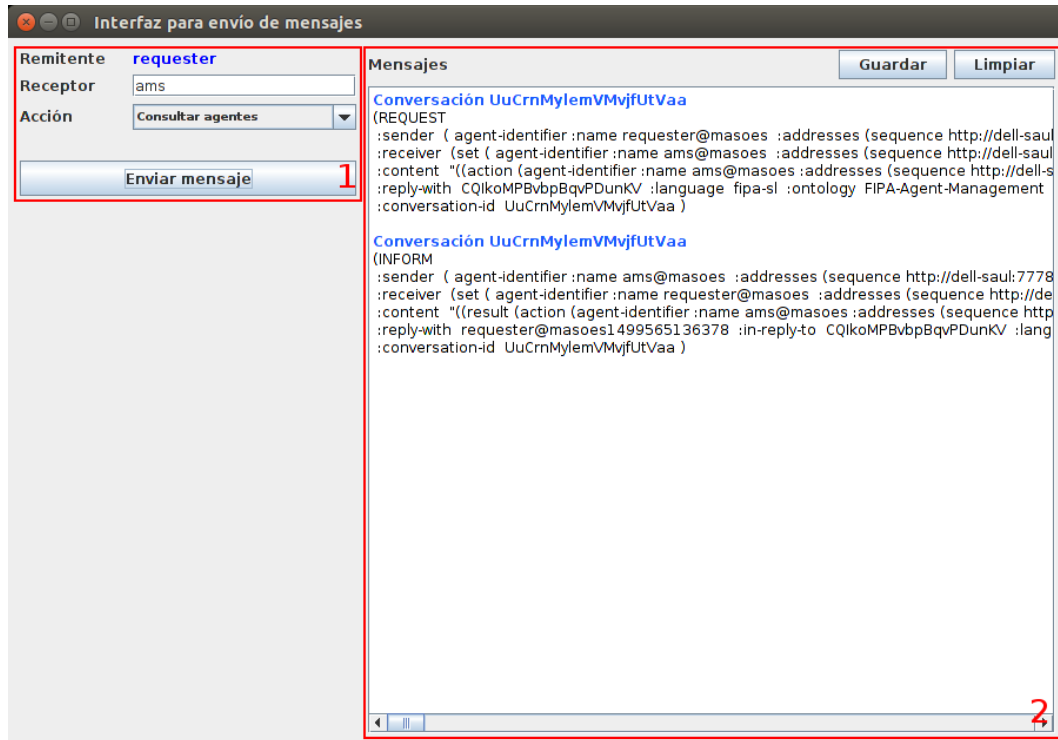 Interfaz para envío de mensajes
Remitente requester
Receptor ams
Acción Consultar agentes
Enviar mensaje
1
Mensajes Guardar Limpiar
Conversación UuCrnMylemVMvjfUtVaa
(REQUEST
:sender ( agent-identifier :name requester@masoes :addresses (sequence http://dell-saul
:receiver (set ( agent-identifier :name ams@masoes :addresses (sequence http://dell-saul
:content "((action (agent-identifier :name ams@masoes :addresses (sequence http://dell-s
:reply-with CQIkoMPBvbpBqvPDunKV :language fipa-sl :ontology FIPA-Agent-Management
:conversation-id UuCrnMylemVMvjfUtVaa )
Conversación UuCrnMylemVMvjfUtVaa
(INFORM
:sender ( agent-identifier :name ams@masoes :addresses (sequence http://dell-saul:7778
:receiver (set ( agent-identifier :name requester@masoes :addresses (sequence http://de
:content "((result (action (agent-identifier :name ams@masoes :addresses (sequence http
:reply-with requester@masoes1499565136378 :in-reply-to CQIkoMPBvbpBqvPDunKV :lang
:conversation-id UuCrnMylemVMvjfUtVaa )
2